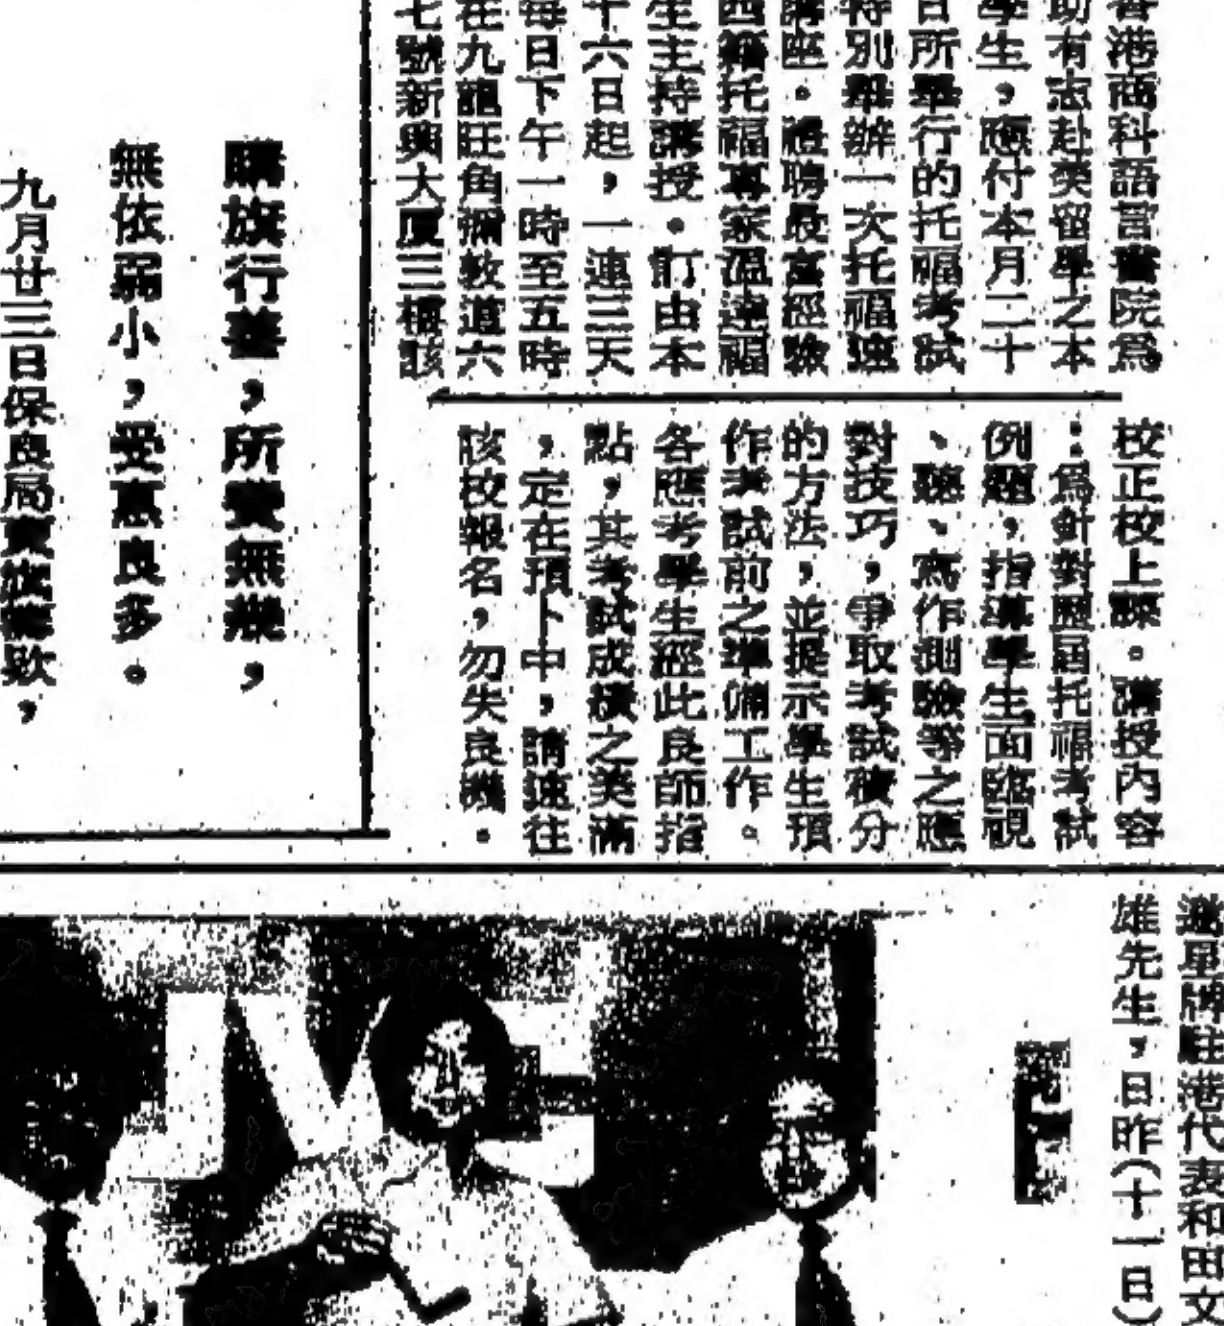 香港商科語言書院為
助有志赴美留學之本
學生，應付本月二十
日所舉行的托福考試
特別舉辦一次托福速
講座。禮聘最富經驗
西籍托福專家溫達福
生主持講授。訂由本
十六日起，一連三天
每日下午一時至五時
在九龍旺角彌敦道六
七號新興大厦三樓該
校正校上課。講授內容
：為針對歷屆托福考試
例題，指導學生面臨視
、聽、寫作測驗等之應
對技巧，爭取考試積分
的方法，並提示學生預
作考試前之準備工作。
各應考學生經此良師指
點，其考試成績之美滿
，定在預卜中，請速往
該校報名，勿失良機。
購旗行善，所費無幾，
無依弱小，受惠良多。
九月廿三日保良局賣旗籌欵，
星牌駐港代表和田文
雄先生，日昨（十一日）